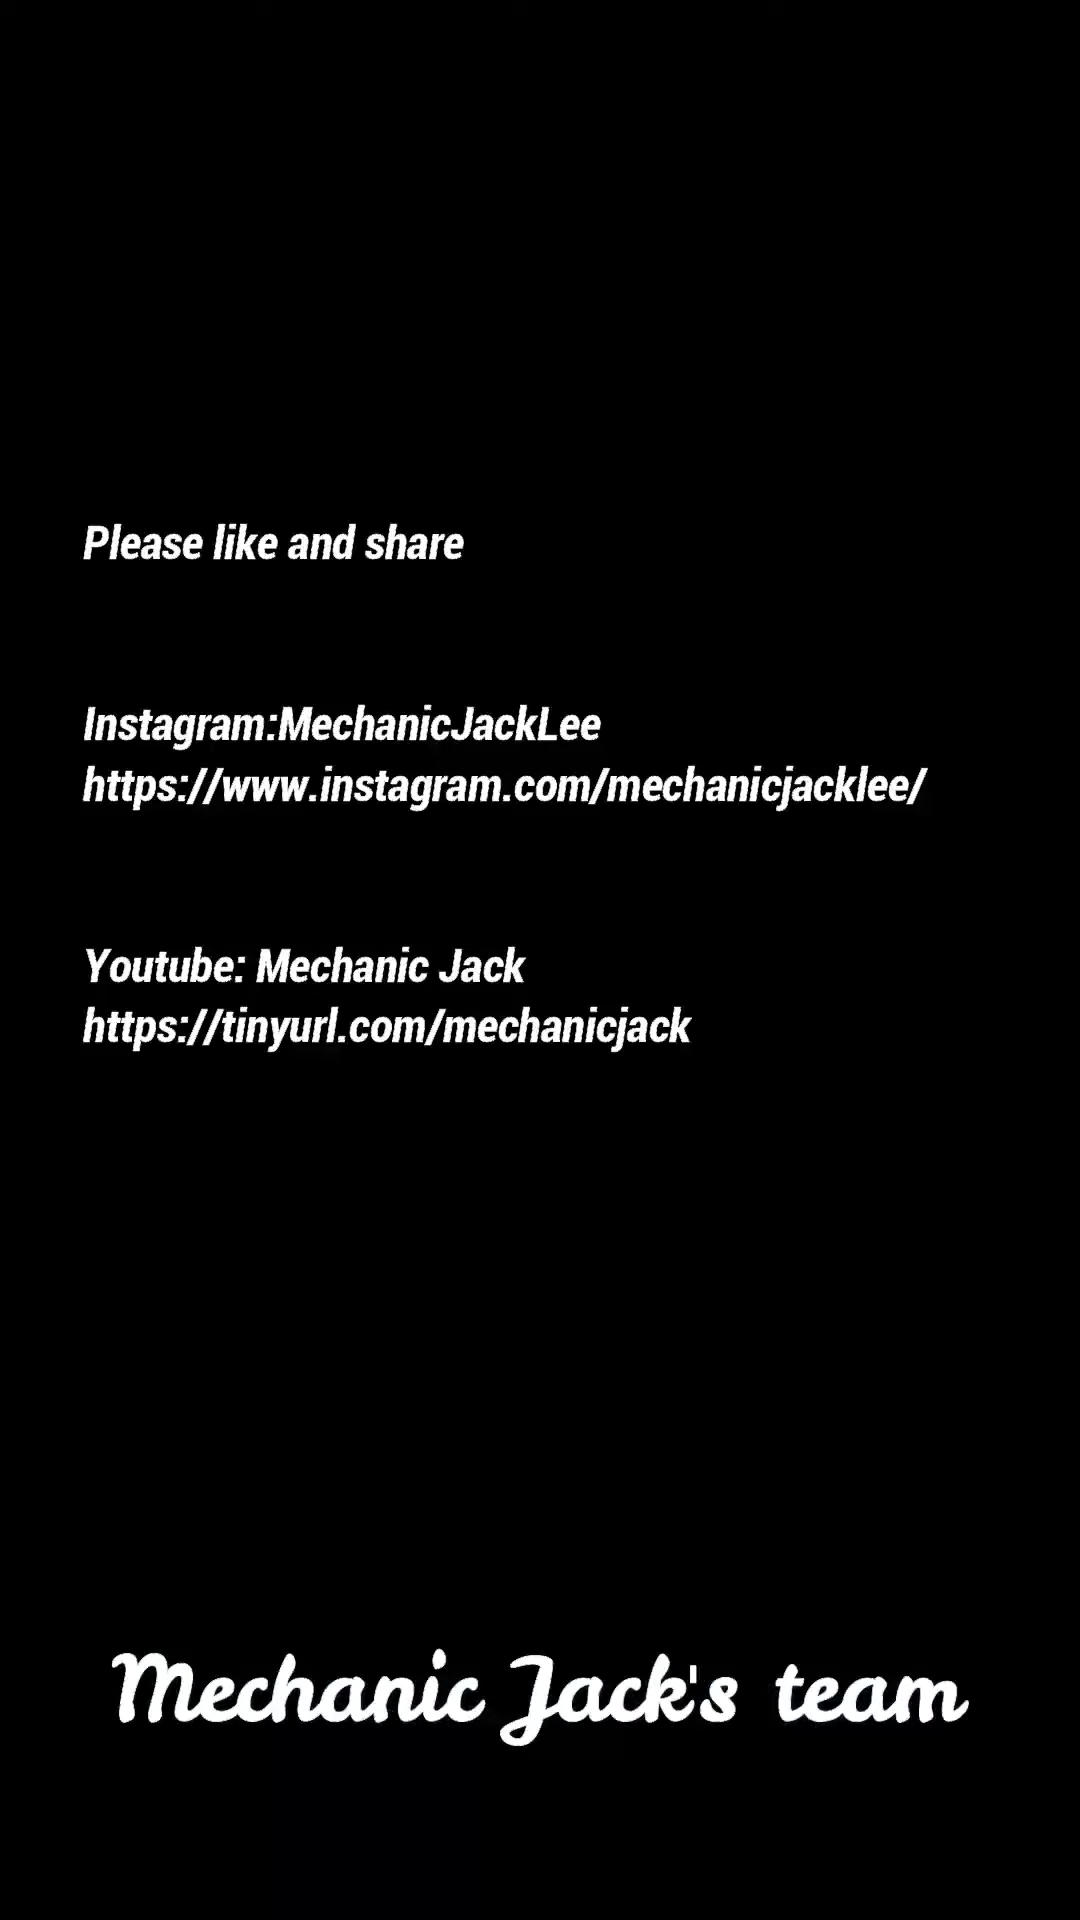 Please like and share
Instagram:MechanicJackLee
https://www.instagram.com/mechanicjacklee/
Youtube: Mechanic Jack
https://tinyurl.com/mechanicjack
Mechanic Jack's team